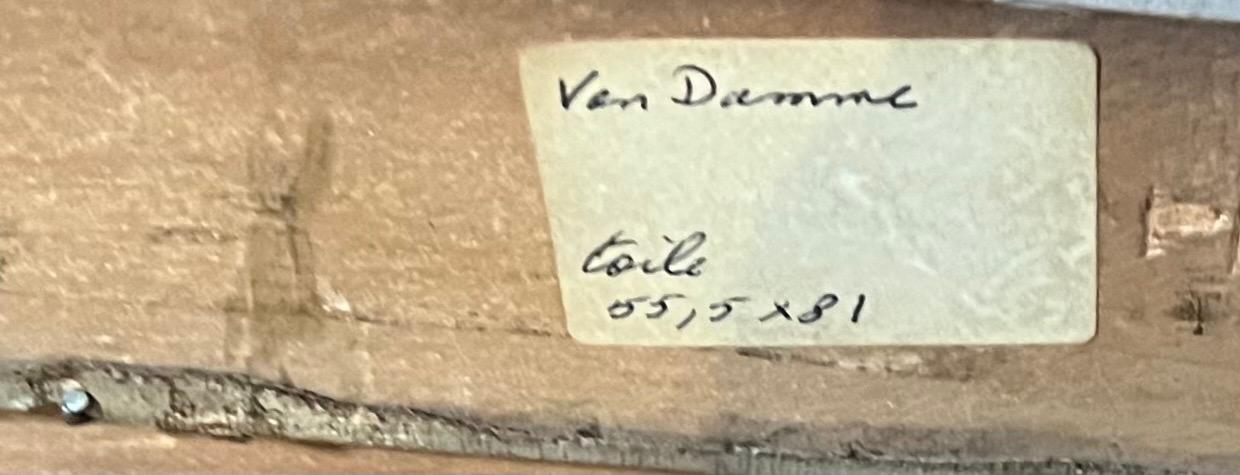 Van Damme
toile
55,5 x 81